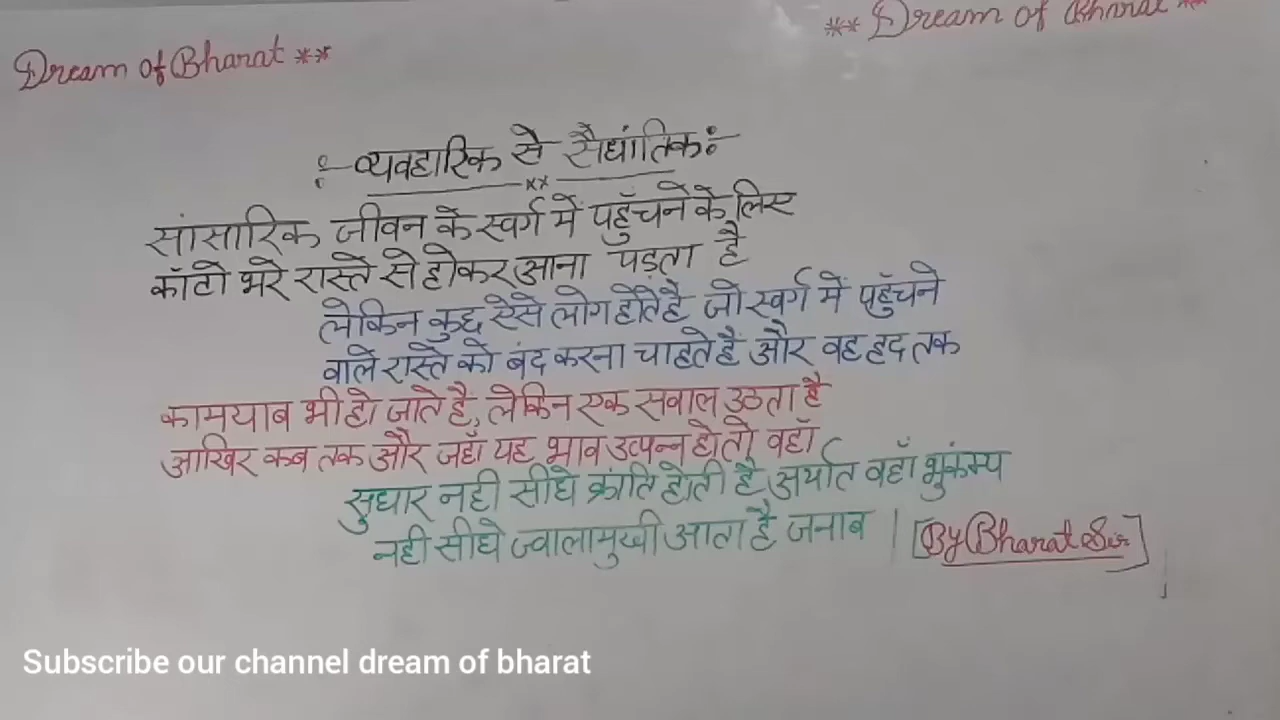 Dream of Bharat **
** Dream of Bharat **
:- व्यवहारिक से सैधांतिक :-
xx
सांसारिक जीवन के स्वर्ग में पहुँचने के लिए
काँटो भरे रास्ते से होकर आना पड़ता है
लेकिन कुछ ऐसे लोग होते है जो स्वर्ग में पहुँचने
वाले रास्ते को बंद करना चाहते हैं और वह हद तक
कामयाब भी हो जाते है, लेकिन एक सवाल उठता है
आखिर कब तक और जहाँ यह भाव उत्पन्न हो तो वहाँ
सुधार नही सीधे क्रांति होती है अर्थात वहाँ भुकंम्प
नही सीधे ज्वालामुखी आता है जनाब । [By Bharat Sir]
Subscribe our channel dream of bharat